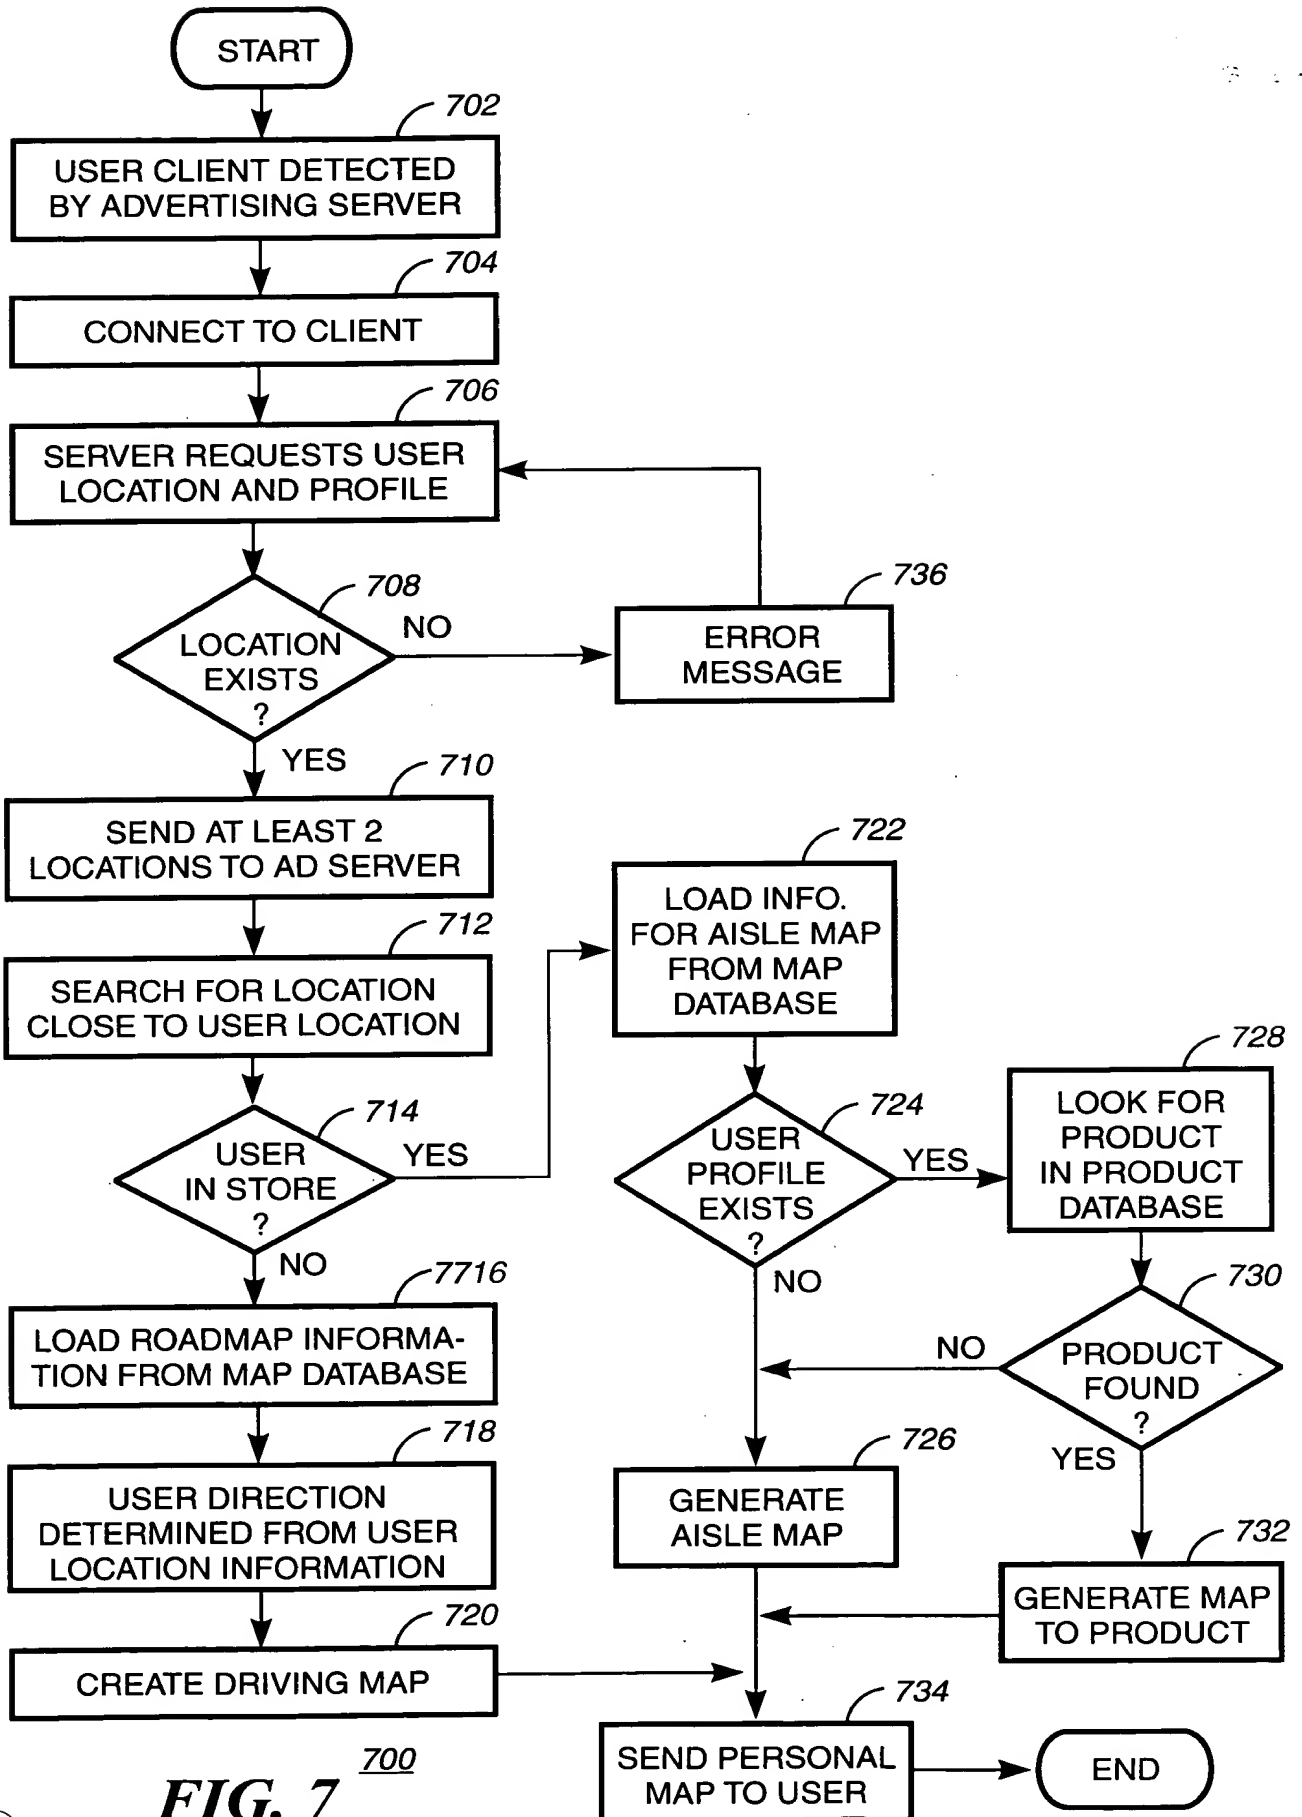 START
702
USER CLIENT DETECTED
BY ADVERTISING SERVER
704
CONNECT TO CLIENT
706
SERVER REQUESTS USER
LOCATION AND PROFILE
708
LOCATION
EXISTS
?
NO
736
ERROR
MESSAGE
YES
710
SEND AT LEAST 2
LOCATIONS TO AD SERVER
712
SEARCH FOR LOCATION
CLOSE TO USER LOCATION
714
USER
IN STORE
?
YES
NO
7716
LOAD ROADMAP INFORMA-
TION FROM MAP DATABASE
718
USER DIRECTION
DETERMINED FROM USER
LOCATION INFORMATION
720
CREATE DRIVING MAP
722
LOAD INFO.
FOR AISLE MAP
FROM MAP
DATABASE
724
USER
PROFILE
EXISTS
?
YES
NO
728
LOOK FOR
PRODUCT
IN PRODUCT
DATABASE
730
PRODUCT
FOUND
?
NO
YES
726
GENERATE
AISLE MAP
732
GENERATE MAP
TO PRODUCT
734
SEND PERSONAL
MAP TO USER
END
700
FIG. 7